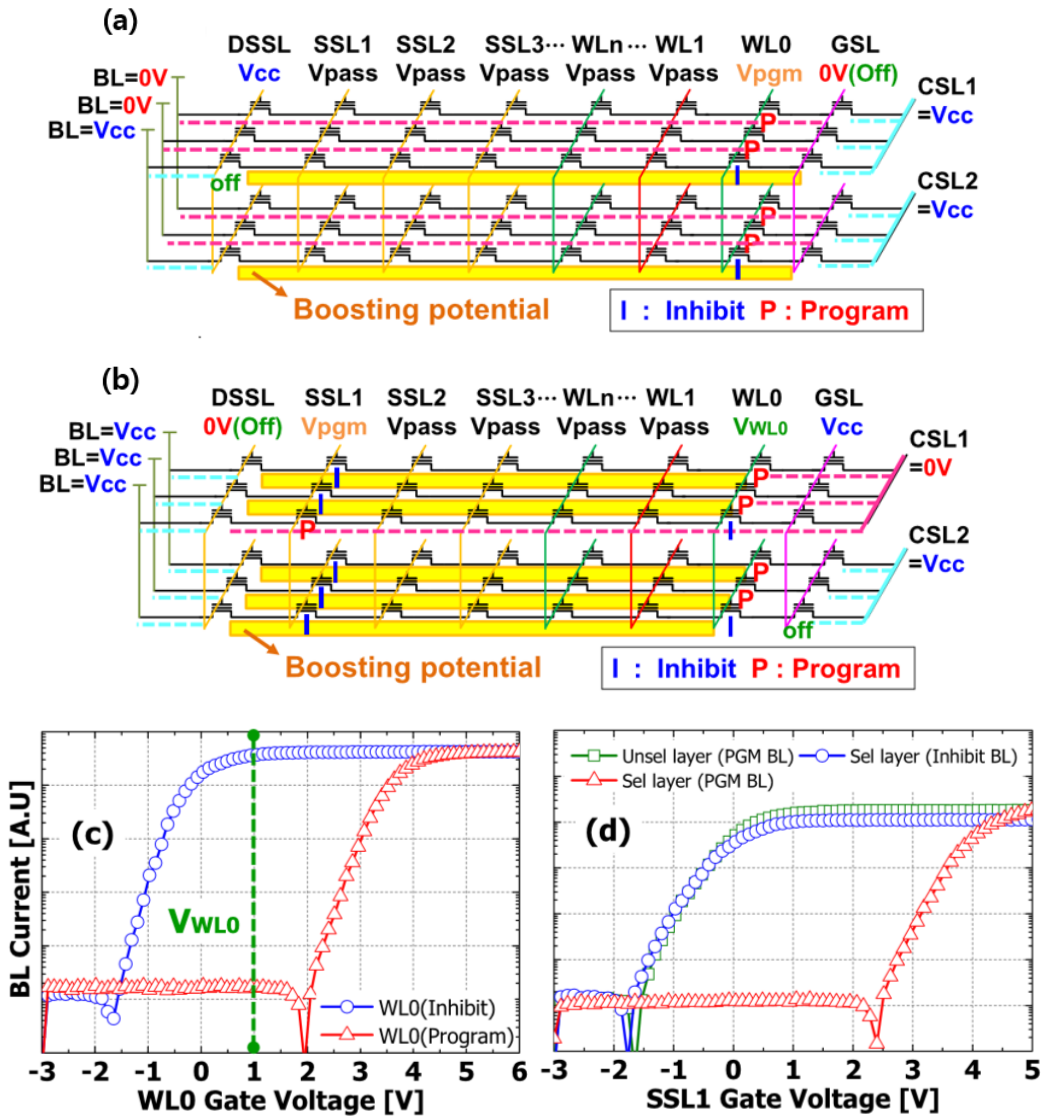 (a)
DSSL SSL1 SSL2 SSL3··· WLn··· WL1 WL0 GSL
Vcc Vpass Vpass Vpass Vpass Vpass Vpgm 0V(Off)
BL=0V
BL=0V
BL=Vcc
CSL1
=Vcc
P
P
off
I
CSL2
=Vcc
P
P
I
Boosting potential
I : Inhibit P : Program
(b)
DSSL SSL1 SSL2 SSL3··· WLn··· WL1 WL0 GSL
0V(Off) Vpgm Vpass Vpass Vpass Vpass VWL0 Vcc
BL=Vcc
BL=Vcc
BL=Vcc
CSL1
=0V
I P
I P
P I
CSL2
=Vcc
I P
I P
I I off
Boosting potential
I : Inhibit P : Program
BL Current [A.U]
(c)
VWL0
WL0(Inhibit)
WL0(Program)
-3 -2 -1 0 1 2 3 4 5 6
WL0 Gate Voltage [V]
Unsel layer (PGM BL) Sel layer (Inhibit BL)
Sel layer (PGM BL)
(d)
-3 -2 -1 0 1 2 3 4 5
SSL1 Gate Voltage [V]